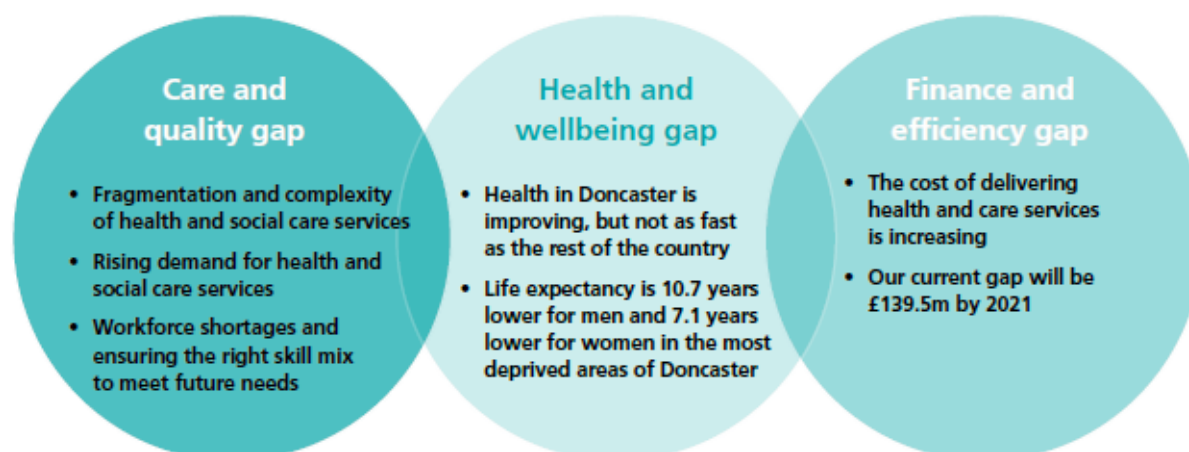 Care and
quality gap
• Fragmentation and complexity
of health and social care services
• Rising demand for health and
social care services
• Workforce shortages and
ensuring the right skill mix
to meet future needs
Health and
wellbeing gap
• Health in Doncaster is
improving, but not as fast
as the rest of the country
• Life expectancy is 10.7 years
lower for men and 7.1 years
lower for women in the most
deprived areas of Doncaster
Finance and
efficiency gap
• The cost of delivering
health and care services
is increasing
• Our current gap will be
£139.5m by 2021